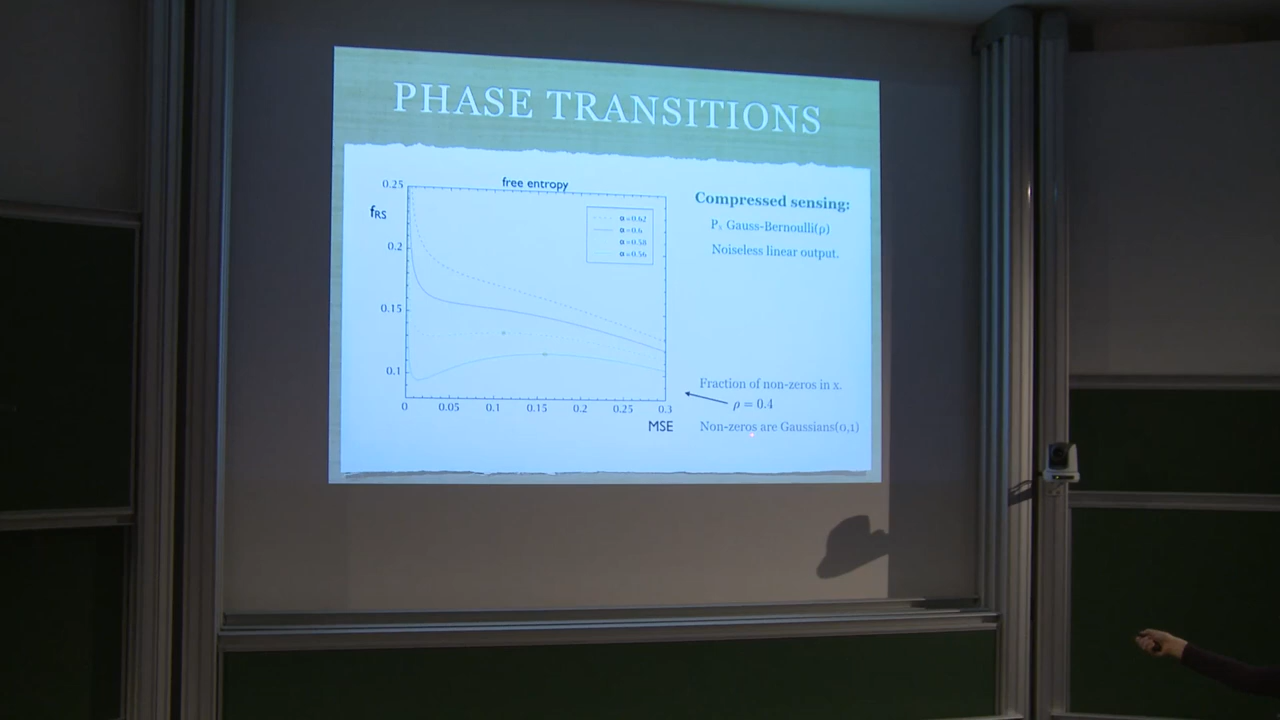 PHASE TRANSITIONS
free entropy
fRS
0.25
0.2
0.15
0.1
0
0.05
0.1
0.15
0.2
0.25
0.3
MSE
α=0.62
α=0.6
α=0.58
α=0.56
Compressed sensing:
Px Gauss-Bernoulli(ρ)
Noiseless linear output.
Fraction of non-zeros in x.
ρ = 0.4
Non-zeros are Gaussians(0,1)